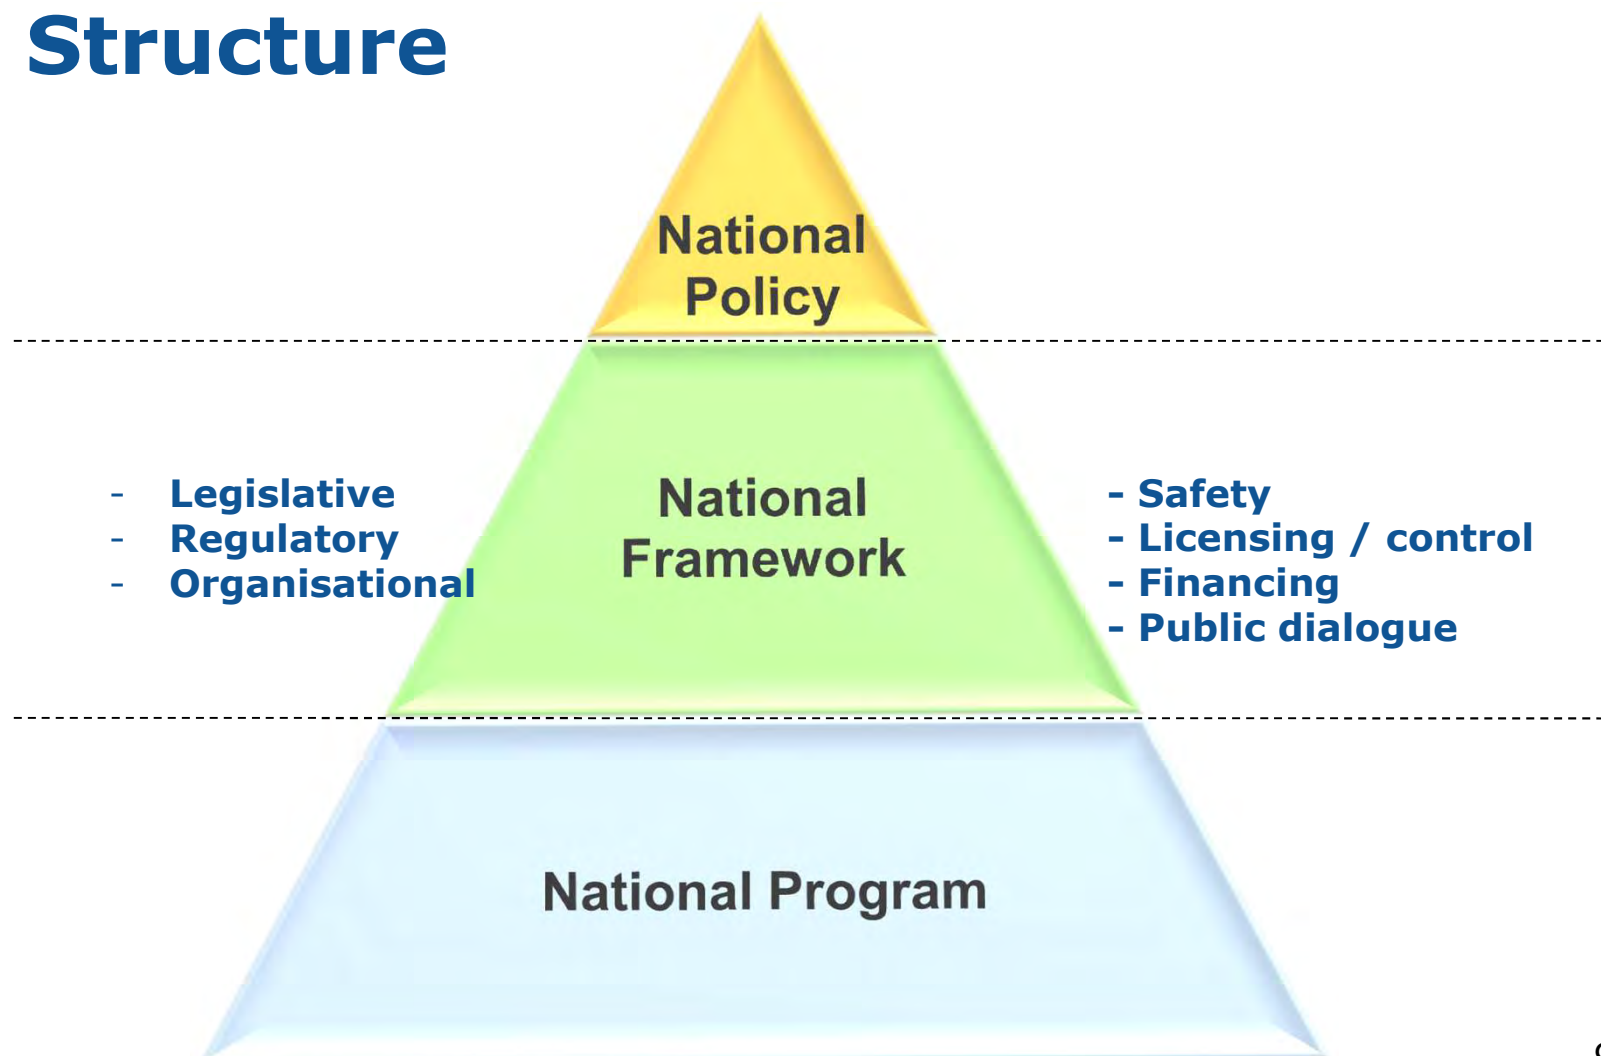 Structure
National
Policy
- Legislative
- Regulatory
- Organisational
National
Framework
- Safety
- Licensing / control
- Financing
- Public dialogue
National Program